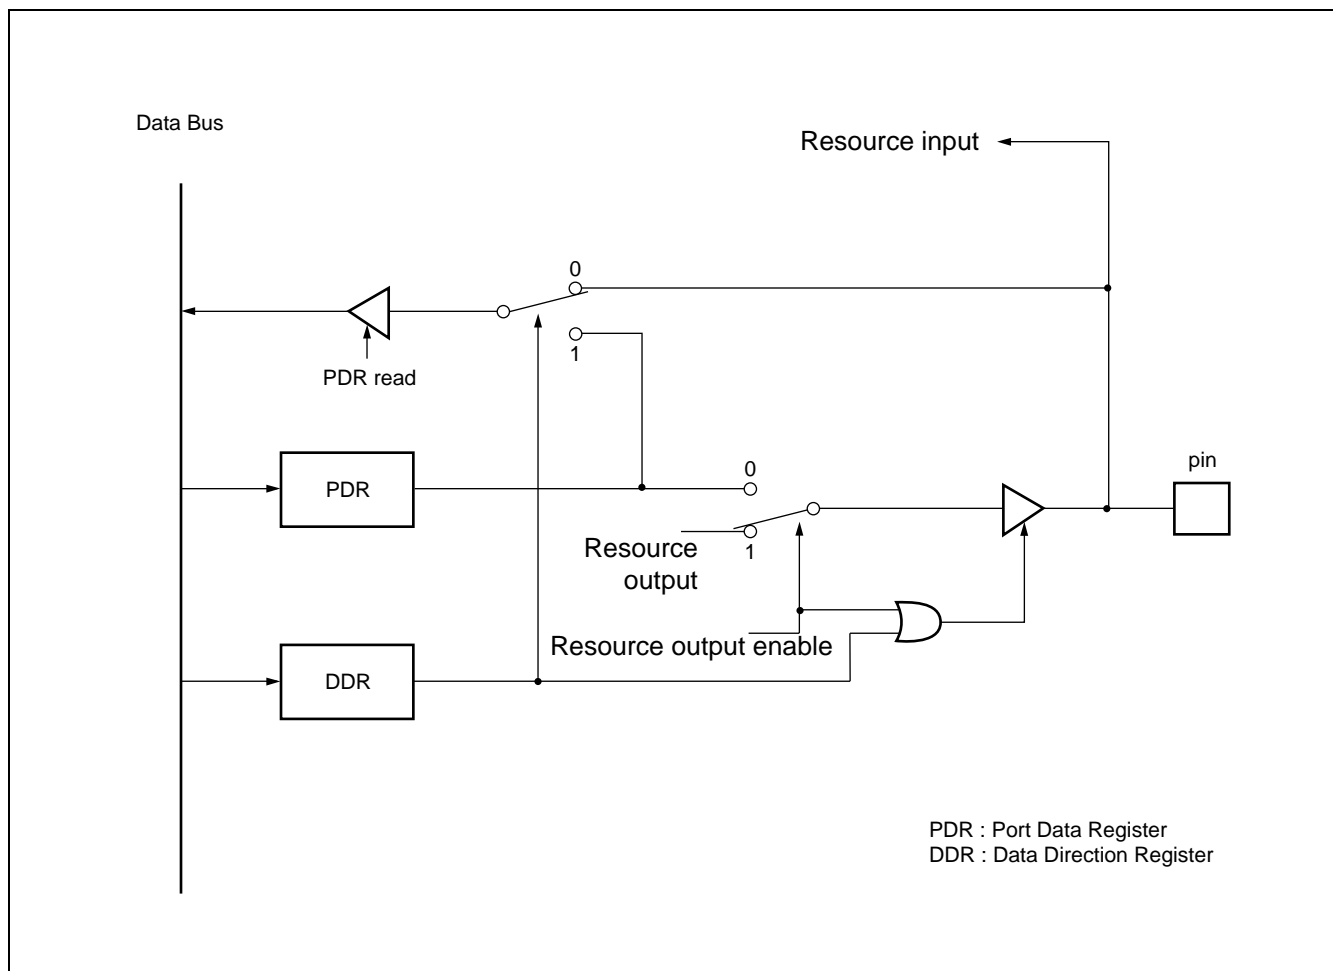 Data Bus
Resource input
0
1
PDR read
PDR
0
pin
1
Resource
output
Resource output enable
DDR
PDR : Port Data Register
DDR : Data Direction Register